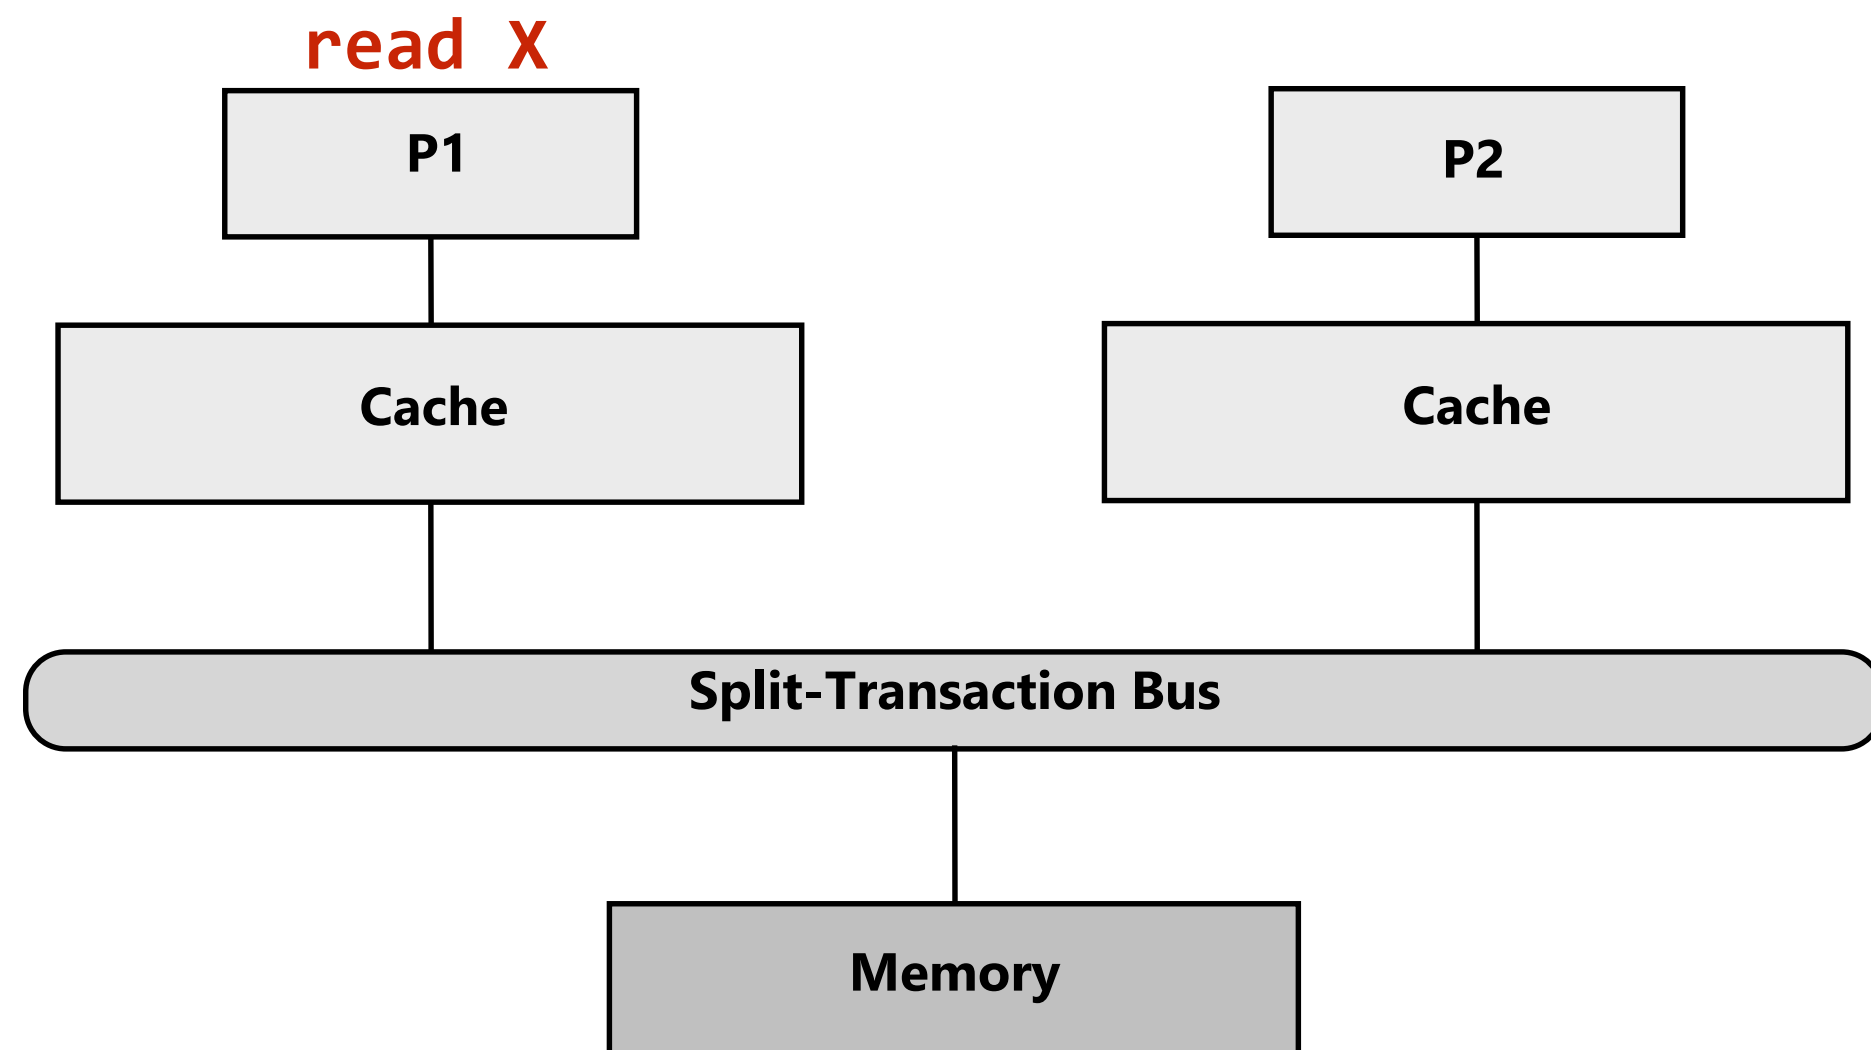 read X
P1
P2
Cache
Cache
Split-Transaction Bus
Memory